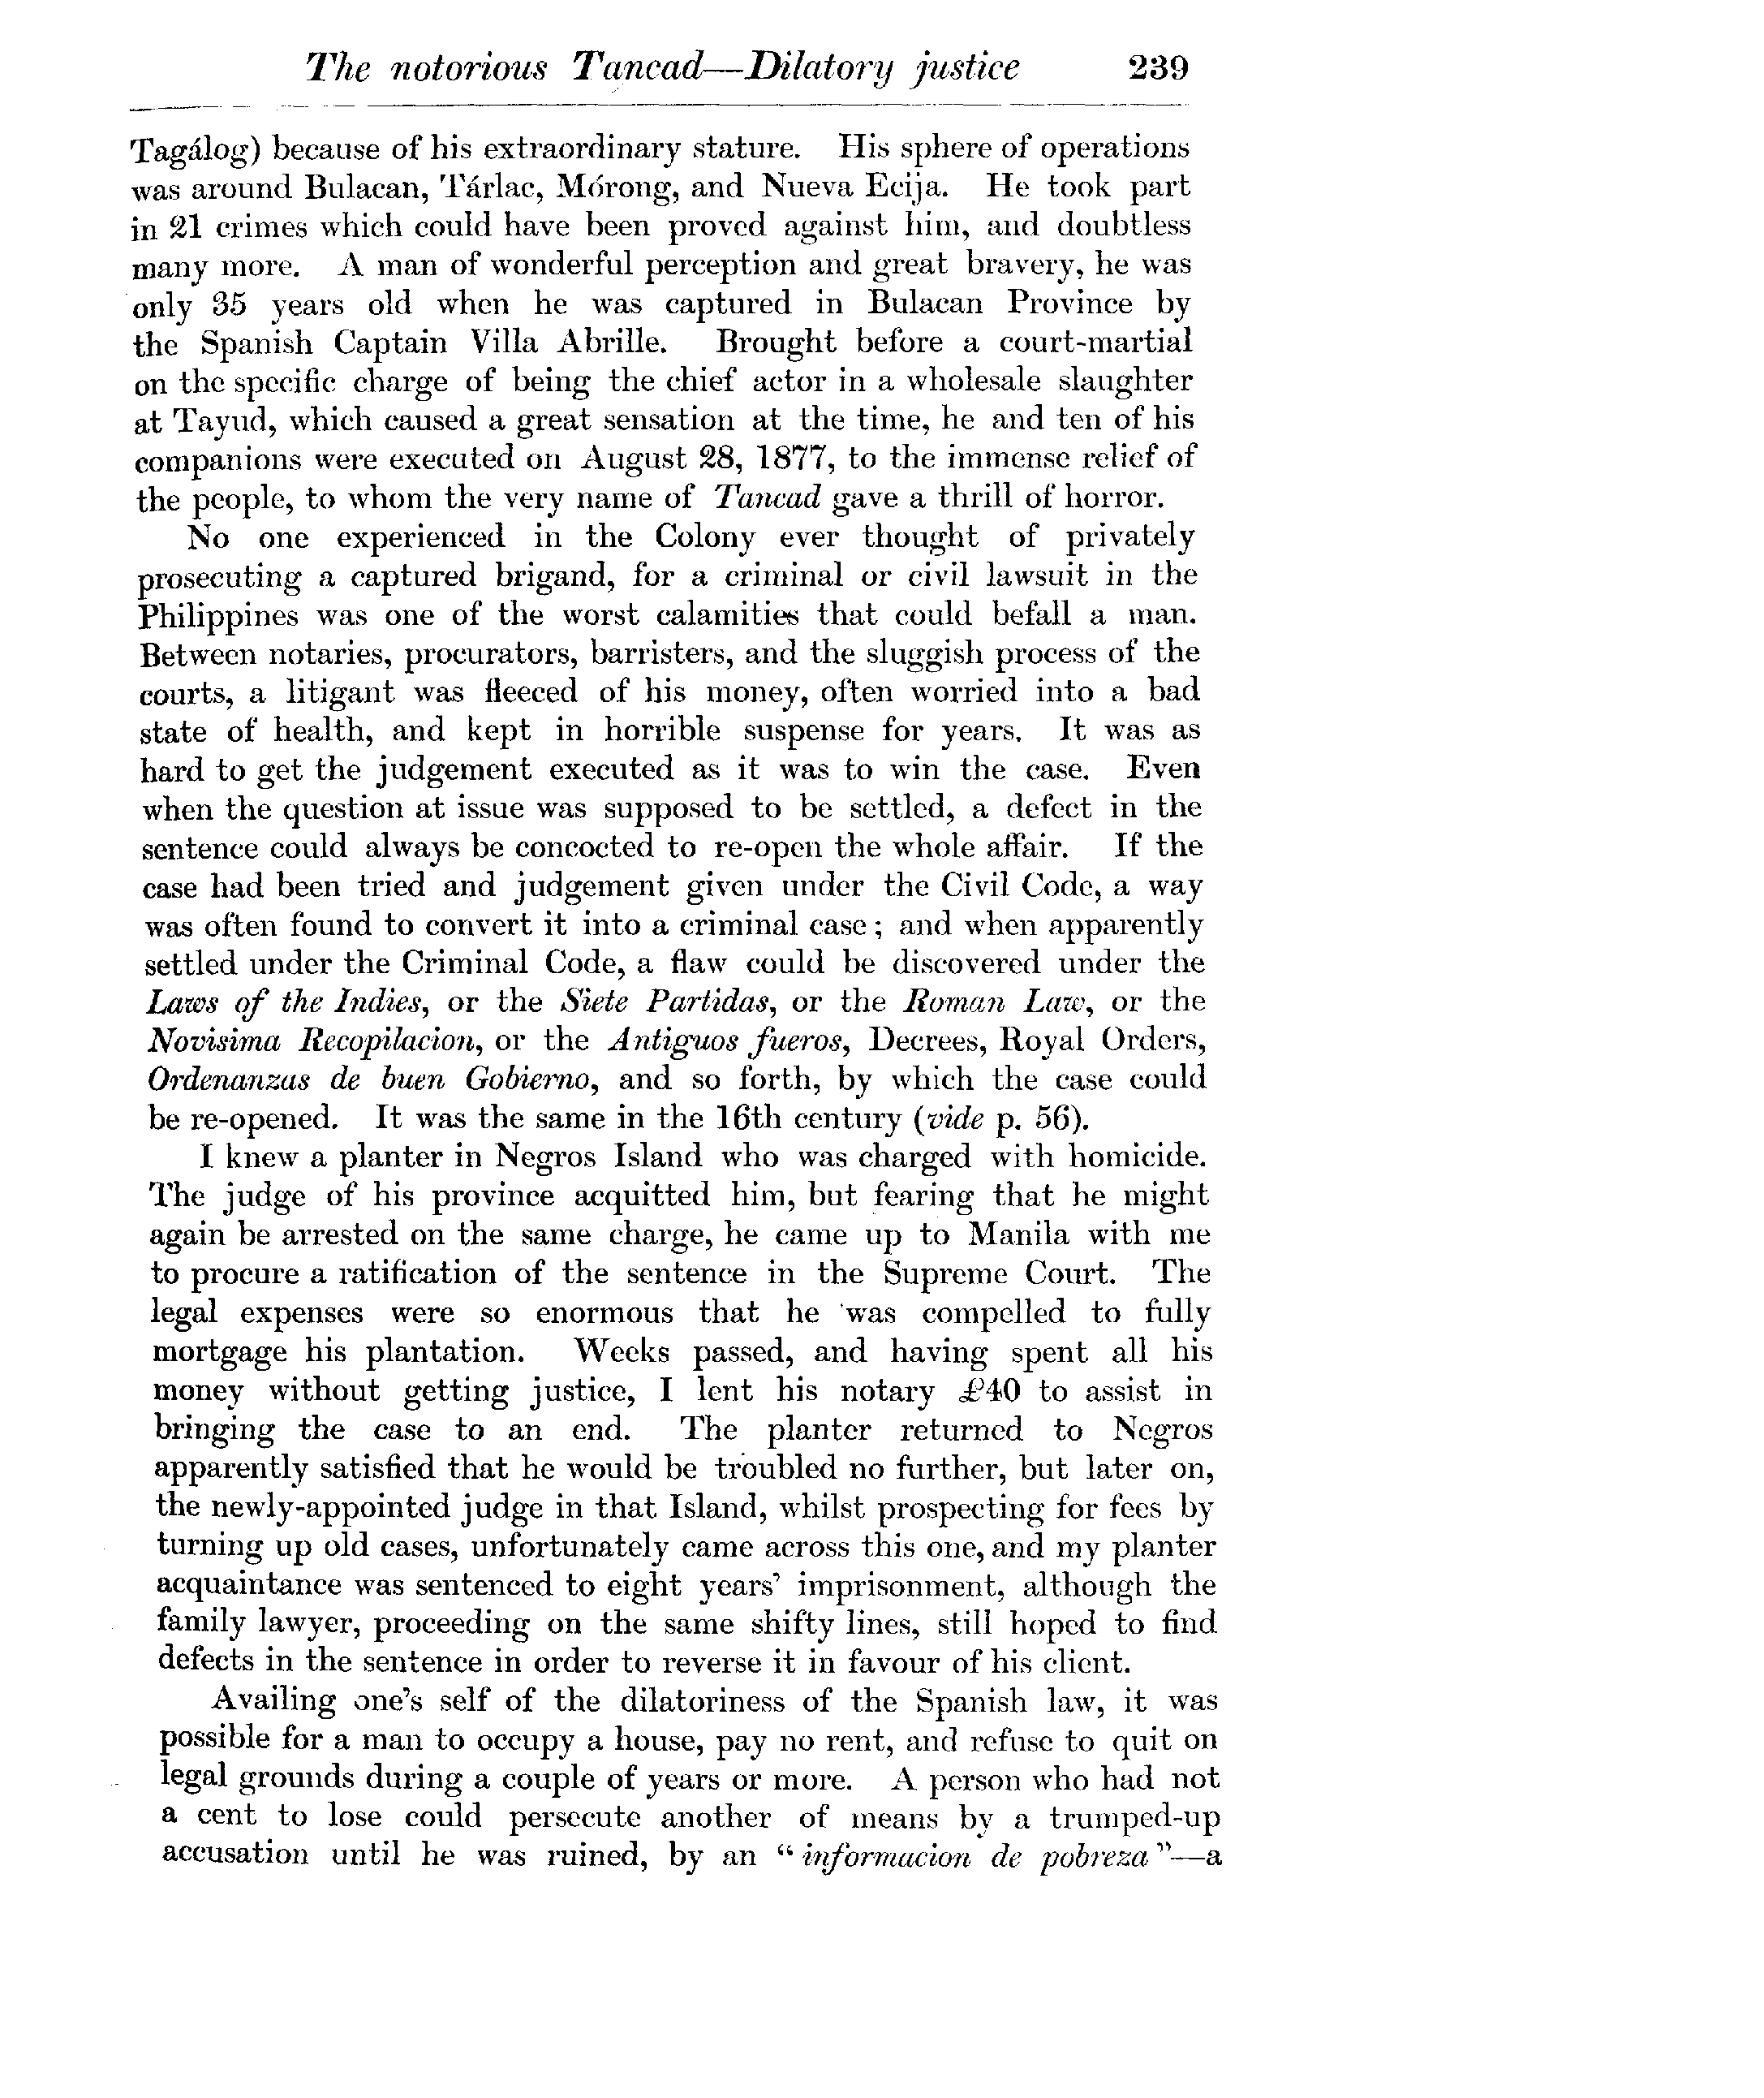 The notorious Tancad—Dilatory justice 239
Tagálog) because of his extraordinary stature. His sphere of operations
was around Bulacan, Tárlac, Mórong, and Nueva Ecija. He took part
in 21 crimes which could have been proved against him, and doubtless
many more. A man of wonderful perception and great bravery, he was
only 35 years old when he was captured in Bulacan Province by
the Spanish Captain Villa Abrille. Brought before a court-martial
on the specific charge of being the chief actor in a wholesale slaughter
at Tayud, which caused a great sensation at the time, he and ten of his
companions were executed on August 28, 1877, to the immense relief of
the people, to whom the very name of Tancad gave a thrill of horror.
No one experienced in the Colony ever thought of privately
prosecuting a captured brigand, for a criminal or civil lawsuit in the
Philippines was one of the worst calamities that could befall a man.
Between notaries, procurators, barristers, and the sluggish process of the
courts, a litigant was fleeced of his money, often worried into a bad
state of health, and kept in horrible suspense for years. It was as
hard to get the judgement executed as it was to win the case. Even
when the question at issue was supposed to be settled, a defect in the
sentence could always be concocted to re-open the whole affair. If the
case had been tried and judgement given under the Civil Code, a way
was often found to convert it into a criminal case; and when apparently
settled under the Criminal Code, a flaw could be discovered under the
Laws of the Indies, or the Siete Partidas, or the Roman Law, or the
Novisima Recopilacion, or the Antiguos fueros, Decrees, Royal Orders,
Ordenanzas de buen Gobierno, and so forth, by which the case could
be re-opened. It was the same in the 16th century (vide p. 56).
I knew a planter in Negros Island who was charged with homicide.
The judge of his province acquitted him, but fearing that he might
again be arrested on the same charge, he came up to Manila with me
to procure a ratification of the sentence in the Supreme Court. The
legal expenses were so enormous that he was compelled to fully
mortgage his plantation. Weeks passed, and having spent all his
money without getting justice, I lent his notary £40 to assist in
bringing the case to an end. The planter returned to Negros
apparently satisfied that he would be troubled no further, but later on,
the newly-appointed judge in that Island, whilst prospecting for fees by
turning up old cases, unfortunately came across this one, and my planter
acquaintance was sentenced to eight years' imprisonment, although the
family lawyer, proceeding on the same shifty lines, still hoped to find
defects in the sentence in order to reverse it in favour of his client.
Availing one's self of the dilatoriness of the Spanish law, it was
possible for a man to occupy a house, pay no rent, and refuse to quit on
legal grounds during a couple of years or more. A person who had not
a cent to lose could persecute another of means by a trumped-up
accusation until he was ruined, by an "informacion de pobreza"—a